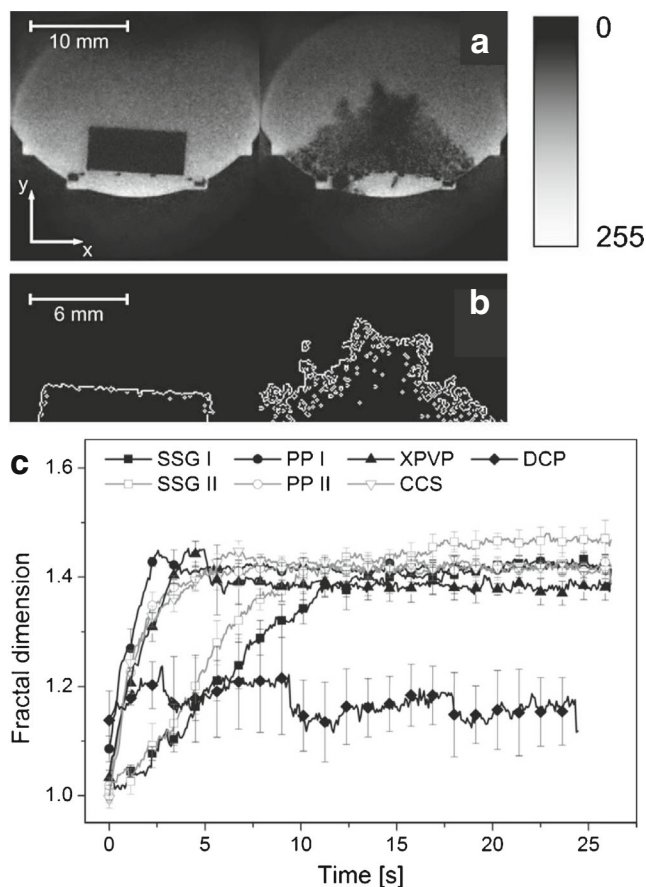 10 mm
a
0
y
x
255
6 mm
b
c
SSG I
PP I
XPVP
DCP
SSG II
PP II
CCS
1.6
1.4
1.2
1.0
Fractal dimension
0
5
10
15
20
25
Time [s]